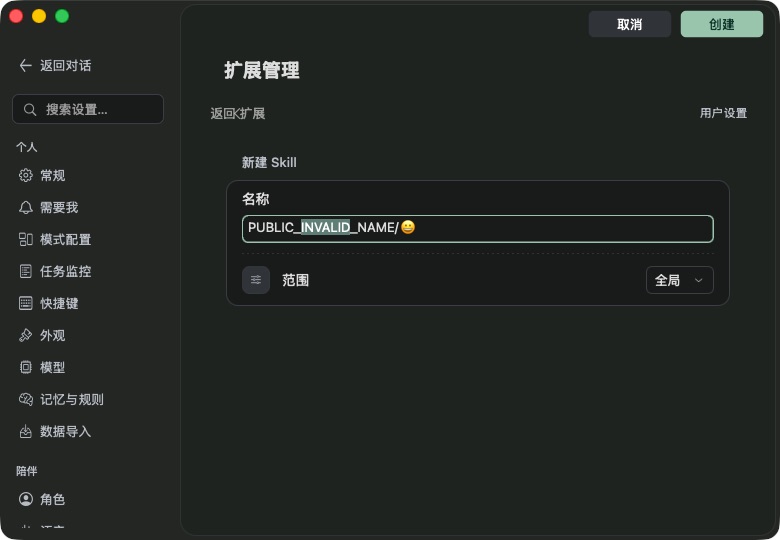 取消
创建
返回对话
扩展管理
搜索设置...
返回扩展
用户设置
个人
常规
需要我
模式配置
任务监控
快捷键
外观
模型
记忆与规则
数据导入
陪伴
角色
新建 Skill
名称
PUBLIC_INVALID_NAME/😀
范围
全局